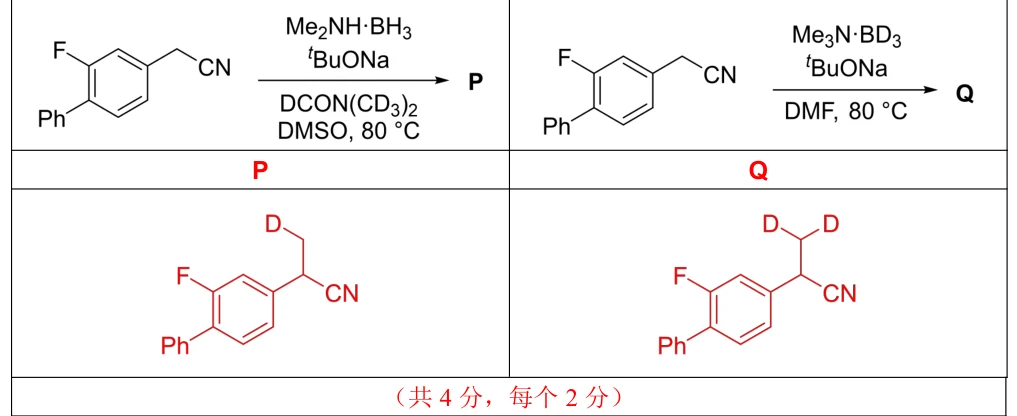 F
CN
Ph
Me₂NH·BH₃
ᵗBuONa
DCON(CD₃)₂
DMSO, 80 °C
P
F
CN
Ph
Me₃N·BD₃
ᵗBuONa
DMF, 80 °C
Q
P
Q
D
F
CN
Ph
D D
F
CN
Ph
（共 4 分，每个 2 分）